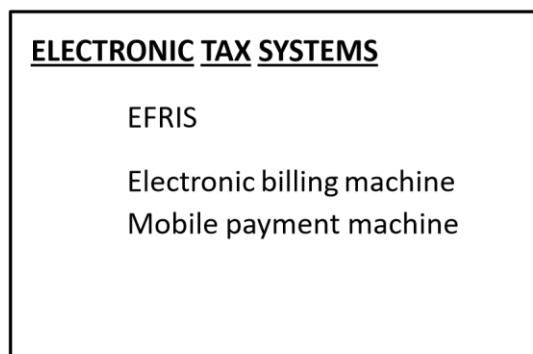 ELECTRONIC TAX SYSTEMS
EFRIS
Electronic billing machine
Mobile payment machine